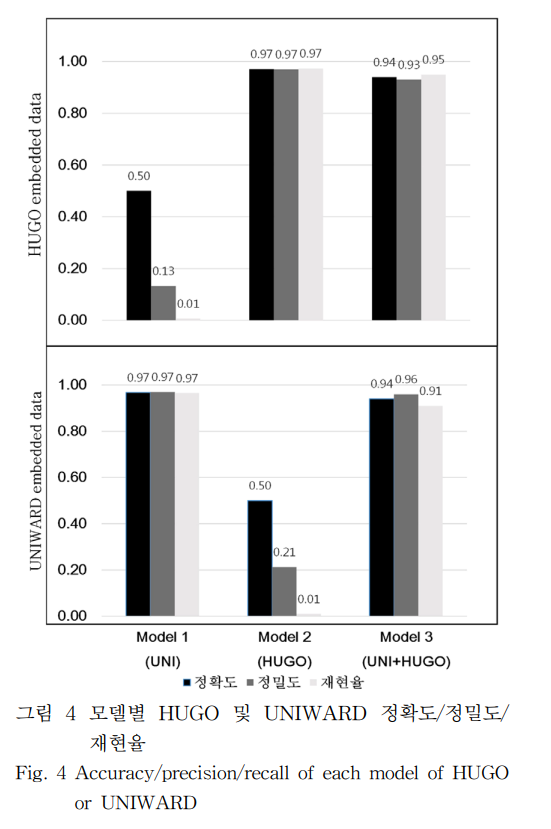 HUGO embedded data
1.00
0.80
0.60
0.40
0.20
0.00
0.50
0.13
0.01
0.97 0.97 0.97
0.94 0.93 0.95
UNIWARD embedded data
1.00
0.80
0.60
0.40
0.20
0.00
0.97 0.97 0.97
0.50
0.21
0.01
0.94 0.96 0.91
Model 1 Model 2 Model 3
(UNI) (HUGO) (UNI+HUGO)
정확도 정밀도 재현율
그림 4 모델별 HUGO 및 UNIWARD 정확도/정밀도/
재현율
Fig. 4 Accuracy/precision/recall of each model of HUGO
or UNIWARD